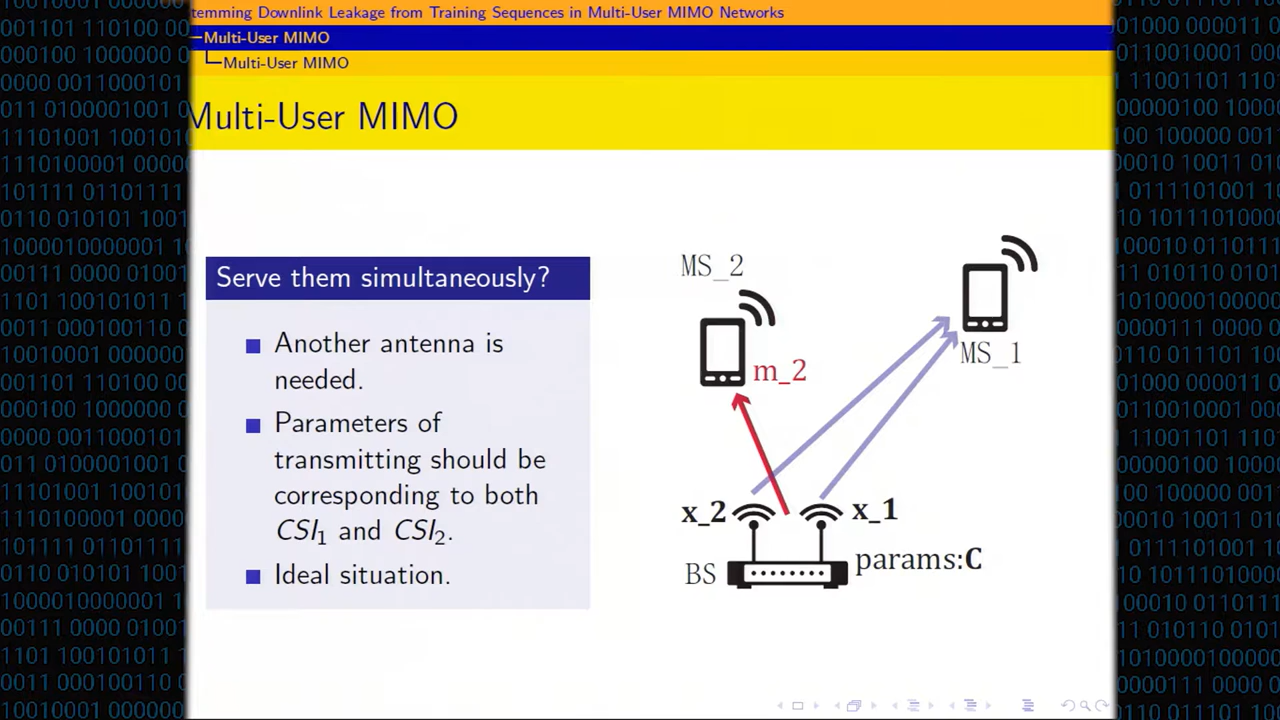 temming Downlink Leakage from Training Sequences in Multi-User MIMO Networks
Multi-User MIMO
Multi-User MIMO
Multi-User MIMO
Serve them simultaneously?
Another antenna is
needed.
Parameters of
transmitting should be
corresponding to both
CSI₁ and CSI₂.
Ideal situation.
MS_2
m_2
MS_1
x_2
x_1
BS
params:C